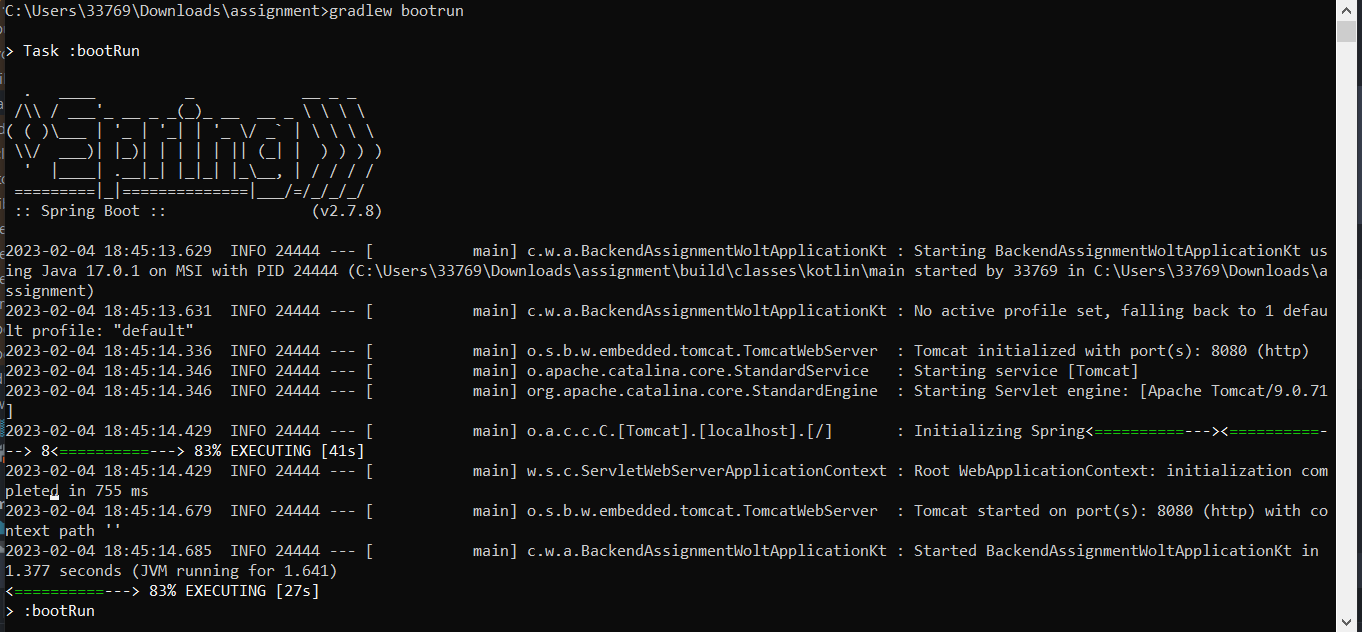 C:\Users\33769\Downloads\assignment>gradlew bootrun
> Task :bootRun
  .   ____          _            __ _ _
 /\\ / ___'_ __ _ _(_)_ __  __ _ \ \ \ \
( ( )\___ | '_ | '_| | '_ \/ _` | \ \ \ \
 \\/  ___)| |_)| | | | | || (_| |  ) ) ) )
  '  |____| .__|_| |_|_| |_\__, | / / / /
 =========|_|==============|___/=/_/_/_/
 :: Spring Boot ::                (v2.7.8)
2023-02-04 18:45:13.629  INFO 24444 --- [           main] c.w.a.BackendAssignmentWoltApplicationKt : Starting BackendAssignmentWoltApplicationKt us
ing Java 17.0.1 on MSI with PID 24444 (C:\Users\33769\Downloads\assignment\build\classes\kotlin\main started by 33769 in C:\Users\33769\Downloads\a
ssignment)
2023-02-04 18:45:13.631  INFO 24444 --- [           main] c.w.a.BackendAssignmentWoltApplicationKt : No active profile set, falling back to 1 defau
lt profile: "default"
2023-02-04 18:45:14.336  INFO 24444 --- [           main] o.s.b.w.embedded.tomcat.TomcatWebServer  : Tomcat initialized with port(s): 8080 (http)
2023-02-04 18:45:14.346  INFO 24444 --- [           main] o.apache.catalina.core.StandardService   : Starting service [Tomcat]
2023-02-04 18:45:14.346  INFO 24444 --- [           main] org.apache.catalina.core.StandardEngine  : Starting Servlet engine: [Apache Tomcat/9.0.71
]
2023-02-04 18:45:14.429  INFO 24444 --- [           main] o.a.c.c.C.[Tomcat].[localhost].[/]       : Initializing Spring<==========---><==========-
--> 8<==========---> 83% EXECUTING [41s]
2023-02-04 18:45:14.429  INFO 24444 --- [           main] w.s.c.ServletWebServerApplicationContext : Root WebApplicationContext: initialization com
pleted in 755 ms
2023-02-04 18:45:14.679  INFO 24444 --- [           main] o.s.b.w.embedded.tomcat.TomcatWebServer  : Tomcat started on port(s): 8080 (http) with co
ntext path ''
2023-02-04 18:45:14.685  INFO 24444 --- [           main] c.w.a.BackendAssignmentWoltApplicationKt : Started BackendAssignmentWoltApplicationKt in
1.377 seconds (JVM running for 1.641)
<==========---> 83% EXECUTING [27s]
> :bootRun